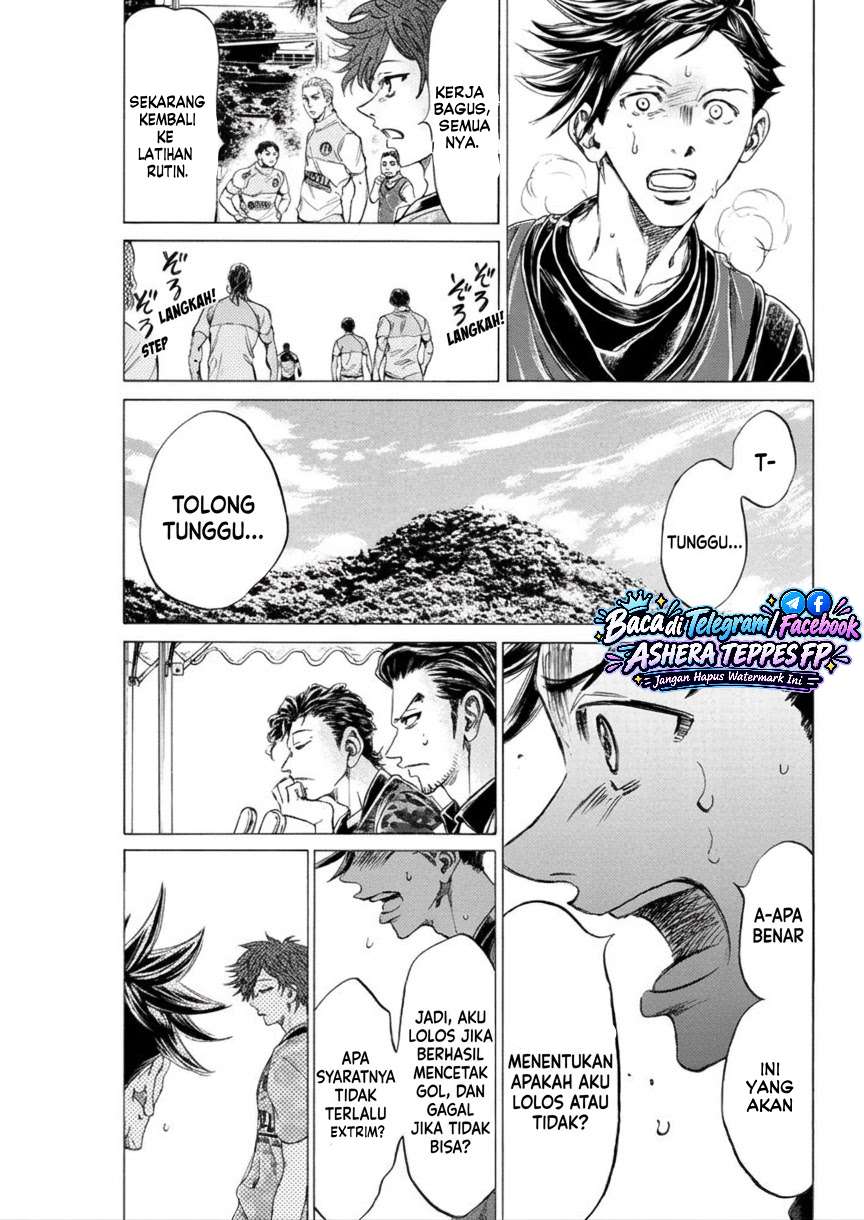 KERJA
BAGUS,
SEMUA
NYA.
SEKARANG
KEMBALI
KE
LATIHAN
RUTIN.
ぞろ
ぞろ
LANGKAH!
ぞろ
ぞろ
LANGKAH!
STEP
T-
TUNGGU...
TOLONG
TUNGGU...
Baca di Telegram/Facebook
ASHERA TEPPES FP
Jangan Hapus Watermark Ini
A-APA
BENAR
INI YANG
AKAN
MENENTUKAN
APAKAH AKU
LOLOS ATAU
TIDAK?
JADI, AKU
LOLOS JIKA
BERHASIL
MENCETAK
GOL, DAN
GAGAL
JIKA TIDAK
BISA?
APA
SYARATNYA
TIDAK
TERLALU
EXTRIM?